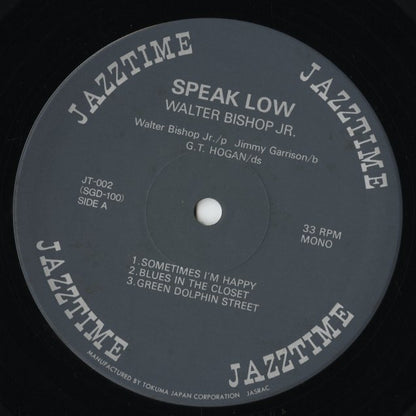 JAZZTIME
JAZZTIME
SPEAK LOW
WALTER BISHOP JR.
Walter Bishop Jr./p Jimmy Garrison/b
G.T. HOGAN/ds
JT-002
(SGD-100)
SIDE A
33 RPM
MONO
1.SOMETIMES I'M HAPPY
2.BLUES IN THE CLOSET
3.GREEN DOLPHIN STREET
JAZZTIME
JAZZTIME
MANUFACTURED BY TOKUMA JAPAN CORPORATION JASRAC